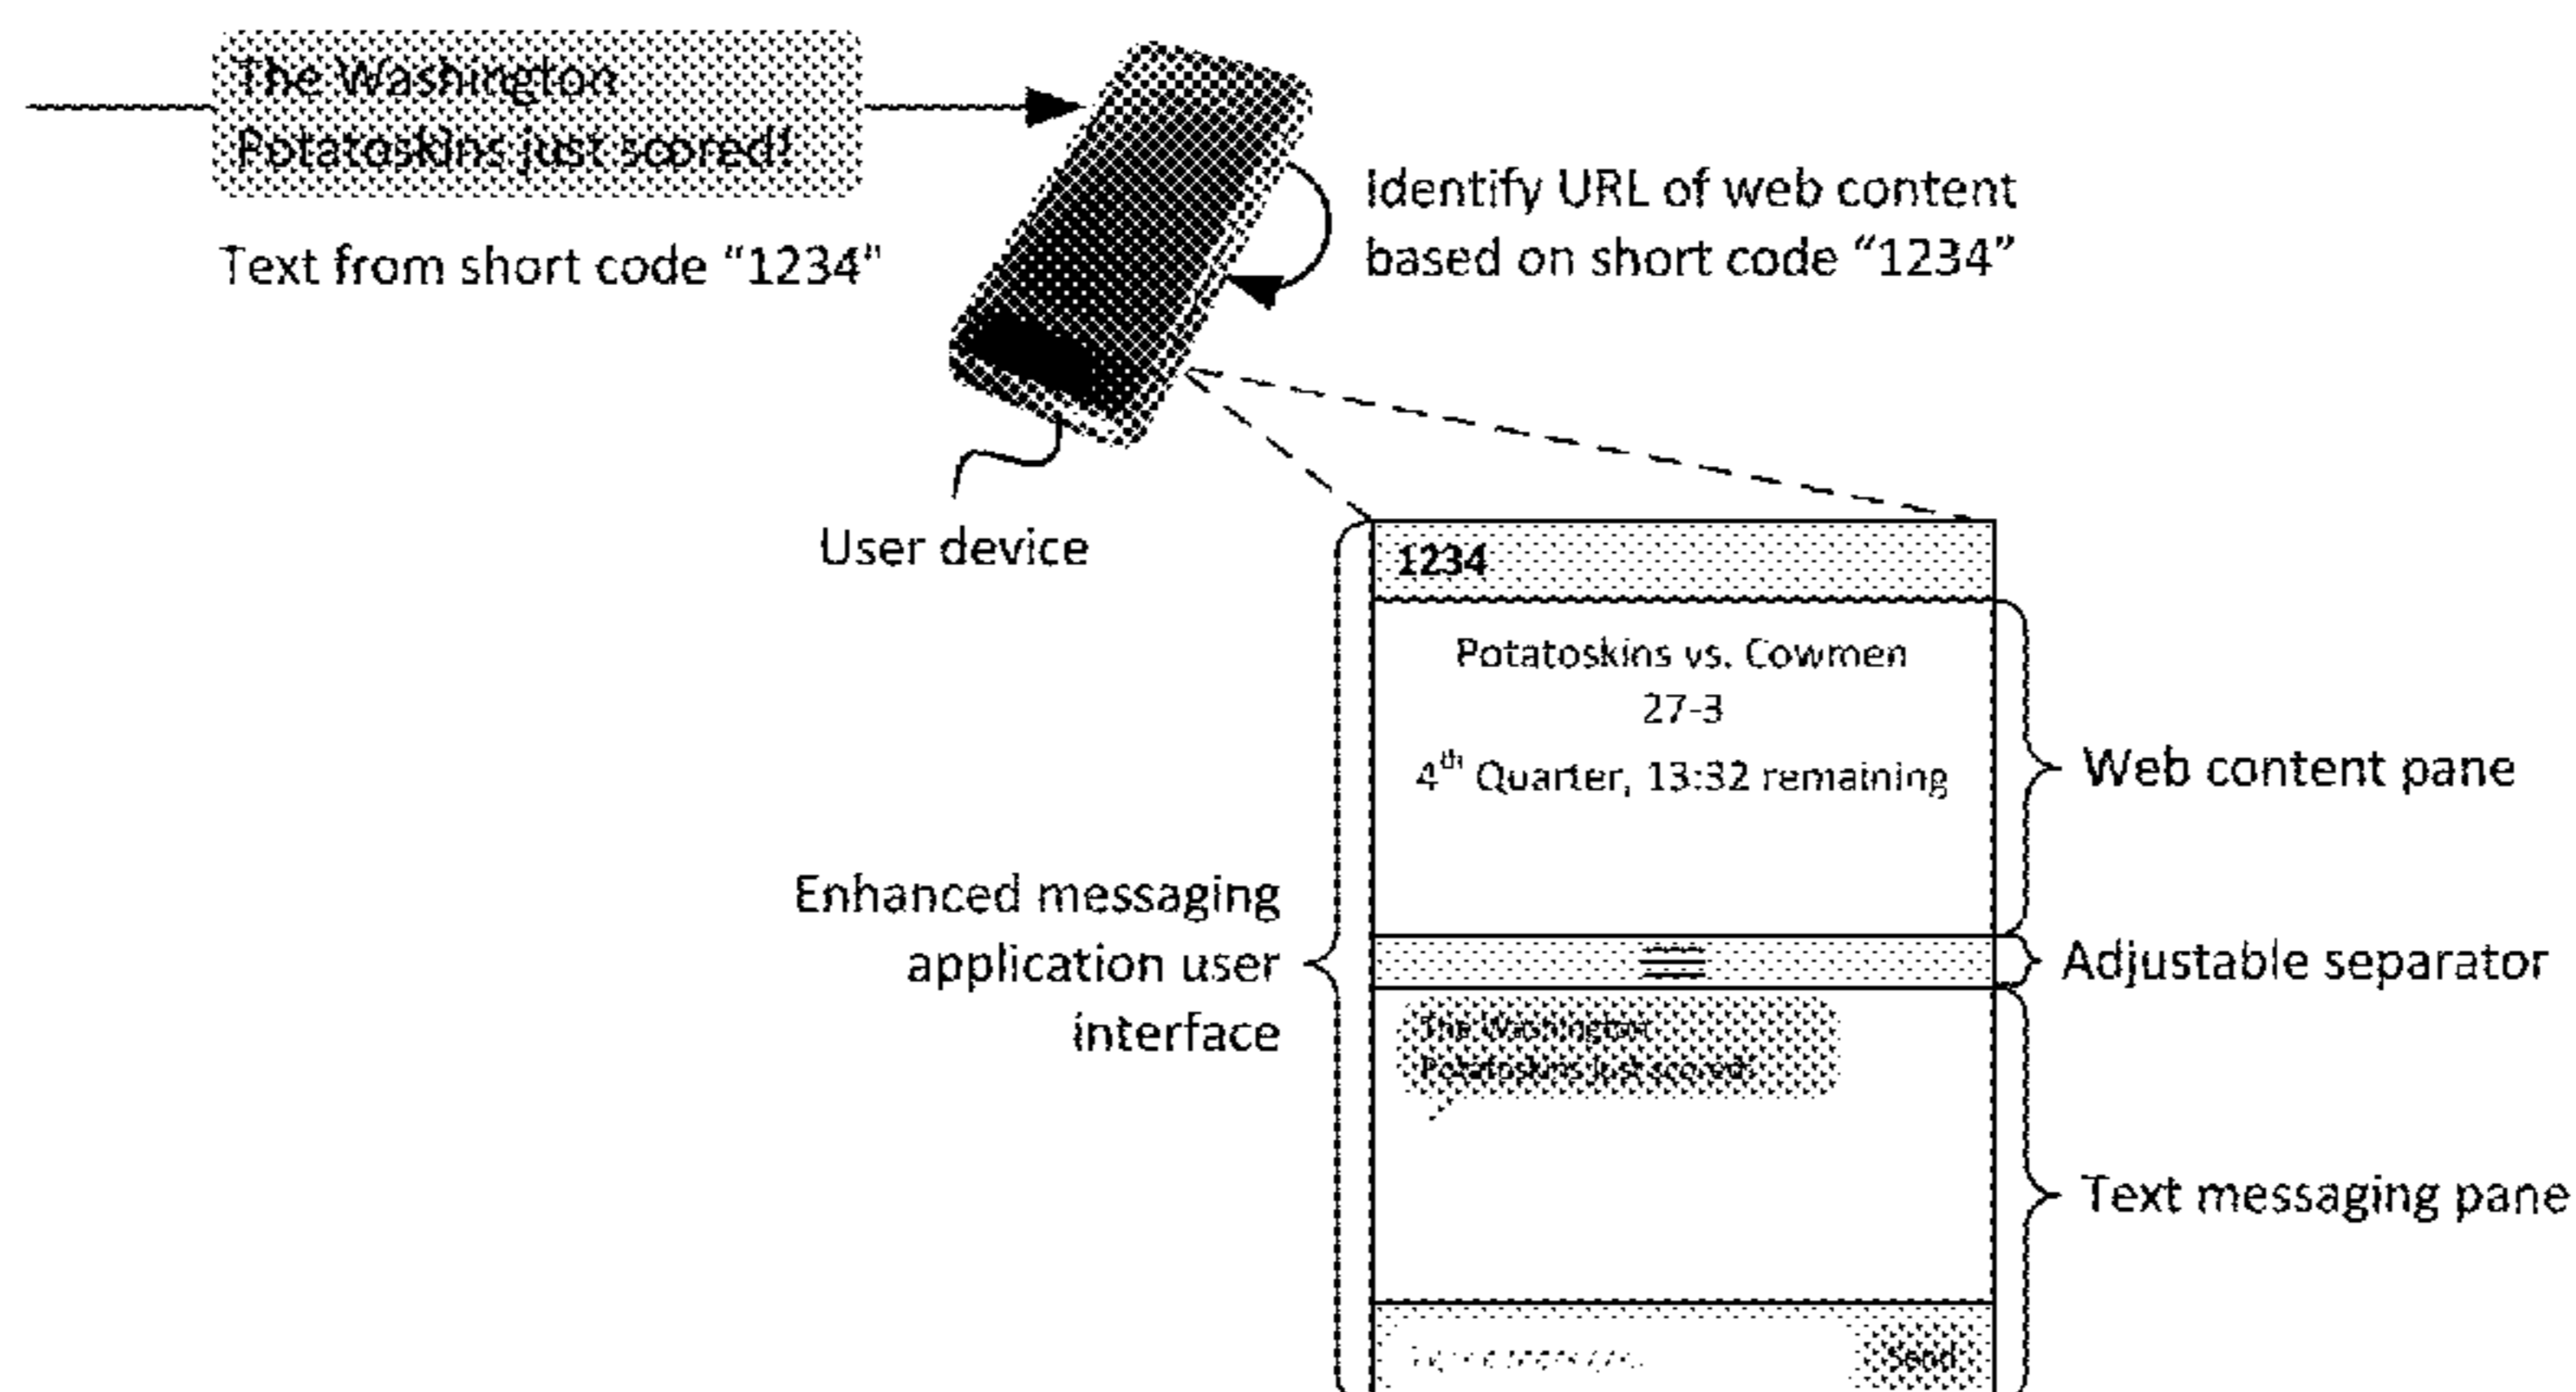 The Washington
Potatoskins just scored!
Text from short code "1234"
Identify URL of web content
based on short code “1234”
User device
1234
Potatoskins vs. Cowmen
27-3
4th Quarter, 13:32 remaining
Web content pane
Enhanced messaging
application user
interface
Adjustable separator
The Washington
Potatoskins just scored!
Text messaging pane
Send